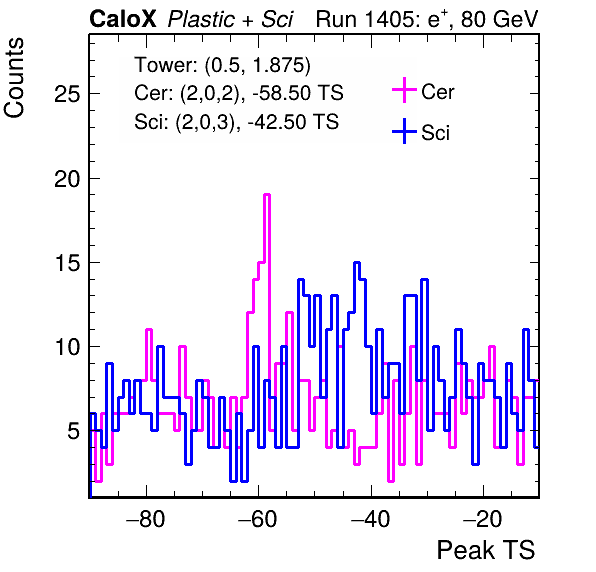 CaloX Plastic + Sci Run 1405: e+, 80 GeV
Tower: (0.5, 1.875)
Cer: (2,0,2), -58.50 TS
Sci: (2,0,3), -42.50 TS
Cer
Sci
Counts
25
20
15
10
5
−80 −60 −40 −20
Peak TS